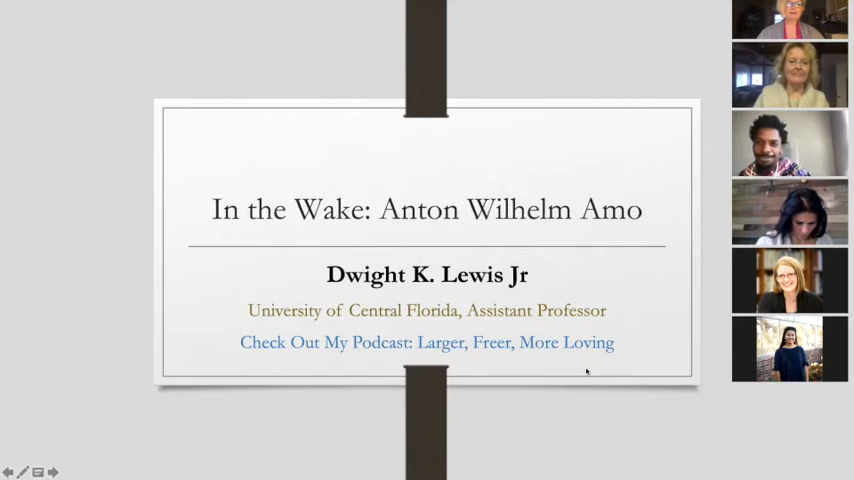 In the Wake: Anton Wilhelm Amo
Dwight K. Lewis Jr
University of Central Florida, Assistant Professor
Check Out My Podcast: Larger, Freer, More Loving